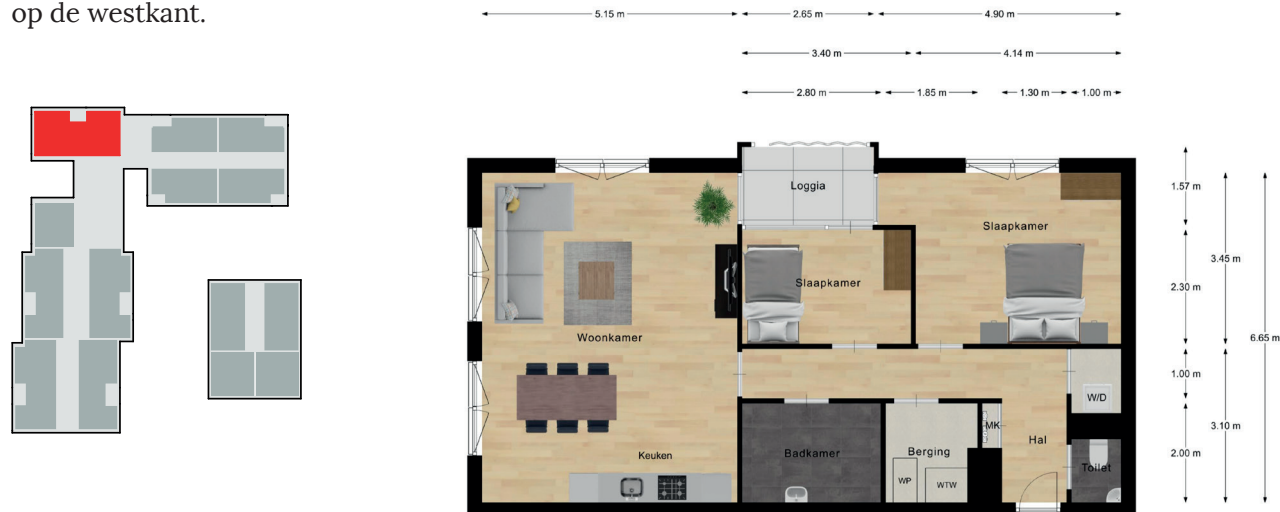 op de westkant.
5.15 m
2.65 m
4.90 m
3.40 m
4.14 m
2.80 m
1.85 m
1.30 m
1.00 m
Loggia
1.57 m
Slaapkamer
3.45 m
Slaapkamer
2.30 m
Woonkamer
6.65 m
1.00 m
W/D
MK
3.10 m
Hal
Keuken
Badkamer
Berging
2.00 m
Toilet
WP
WTW